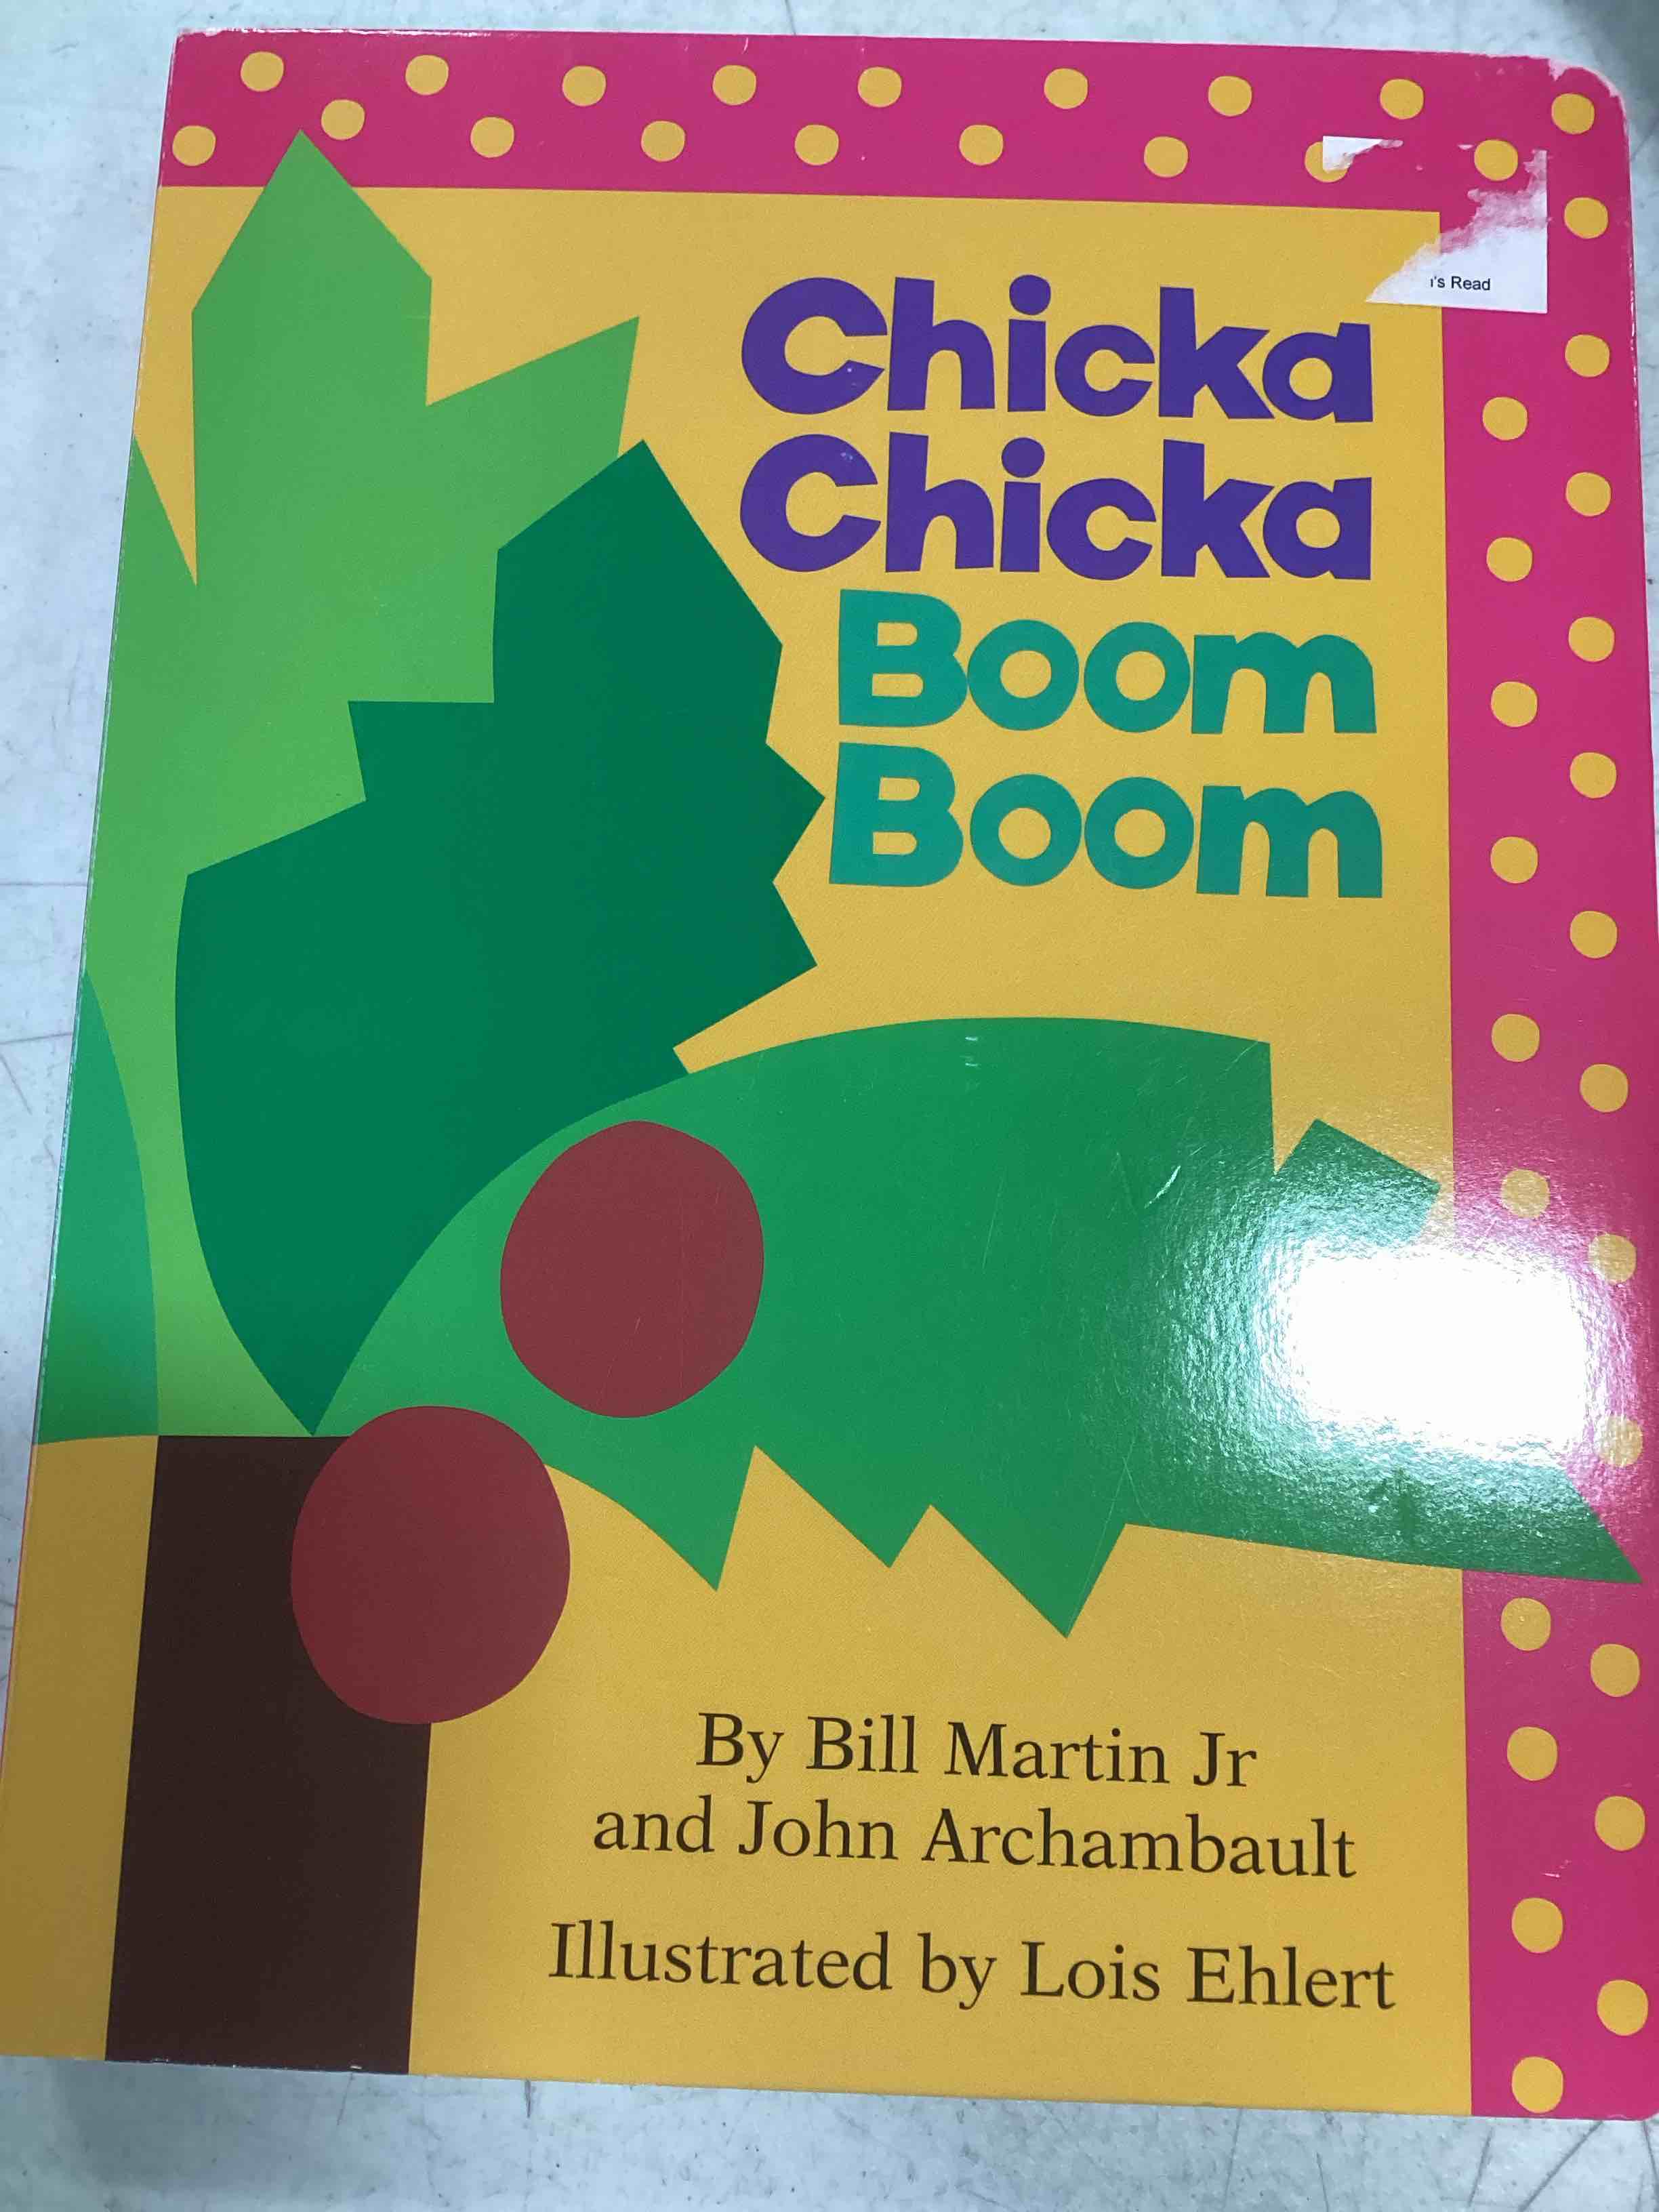 's Read
Chicka
Chicka
Boom
Boom
By Bill Martin Jr
and John Archambault
Illustrated by Lois Ehlert